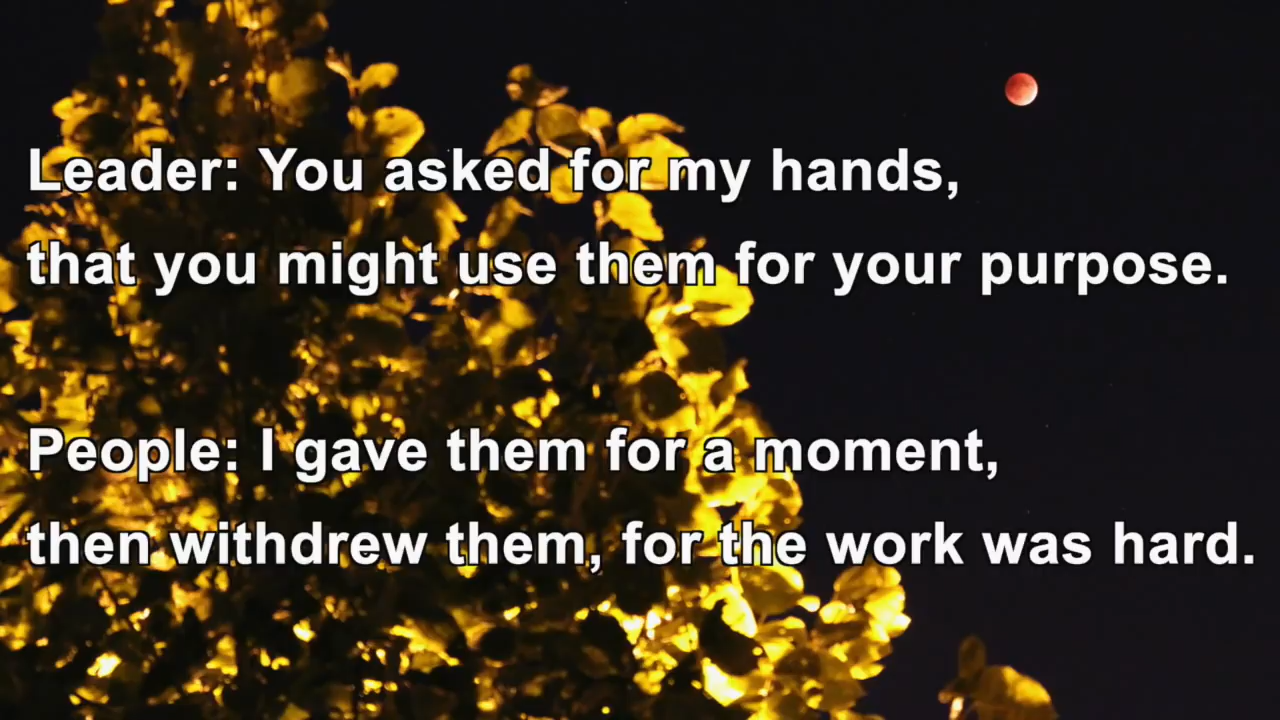 Leader: You asked for my hands,
that you might use them for your purpose.
People: I gave them for a moment,
then withdrew them, for the work was hard.